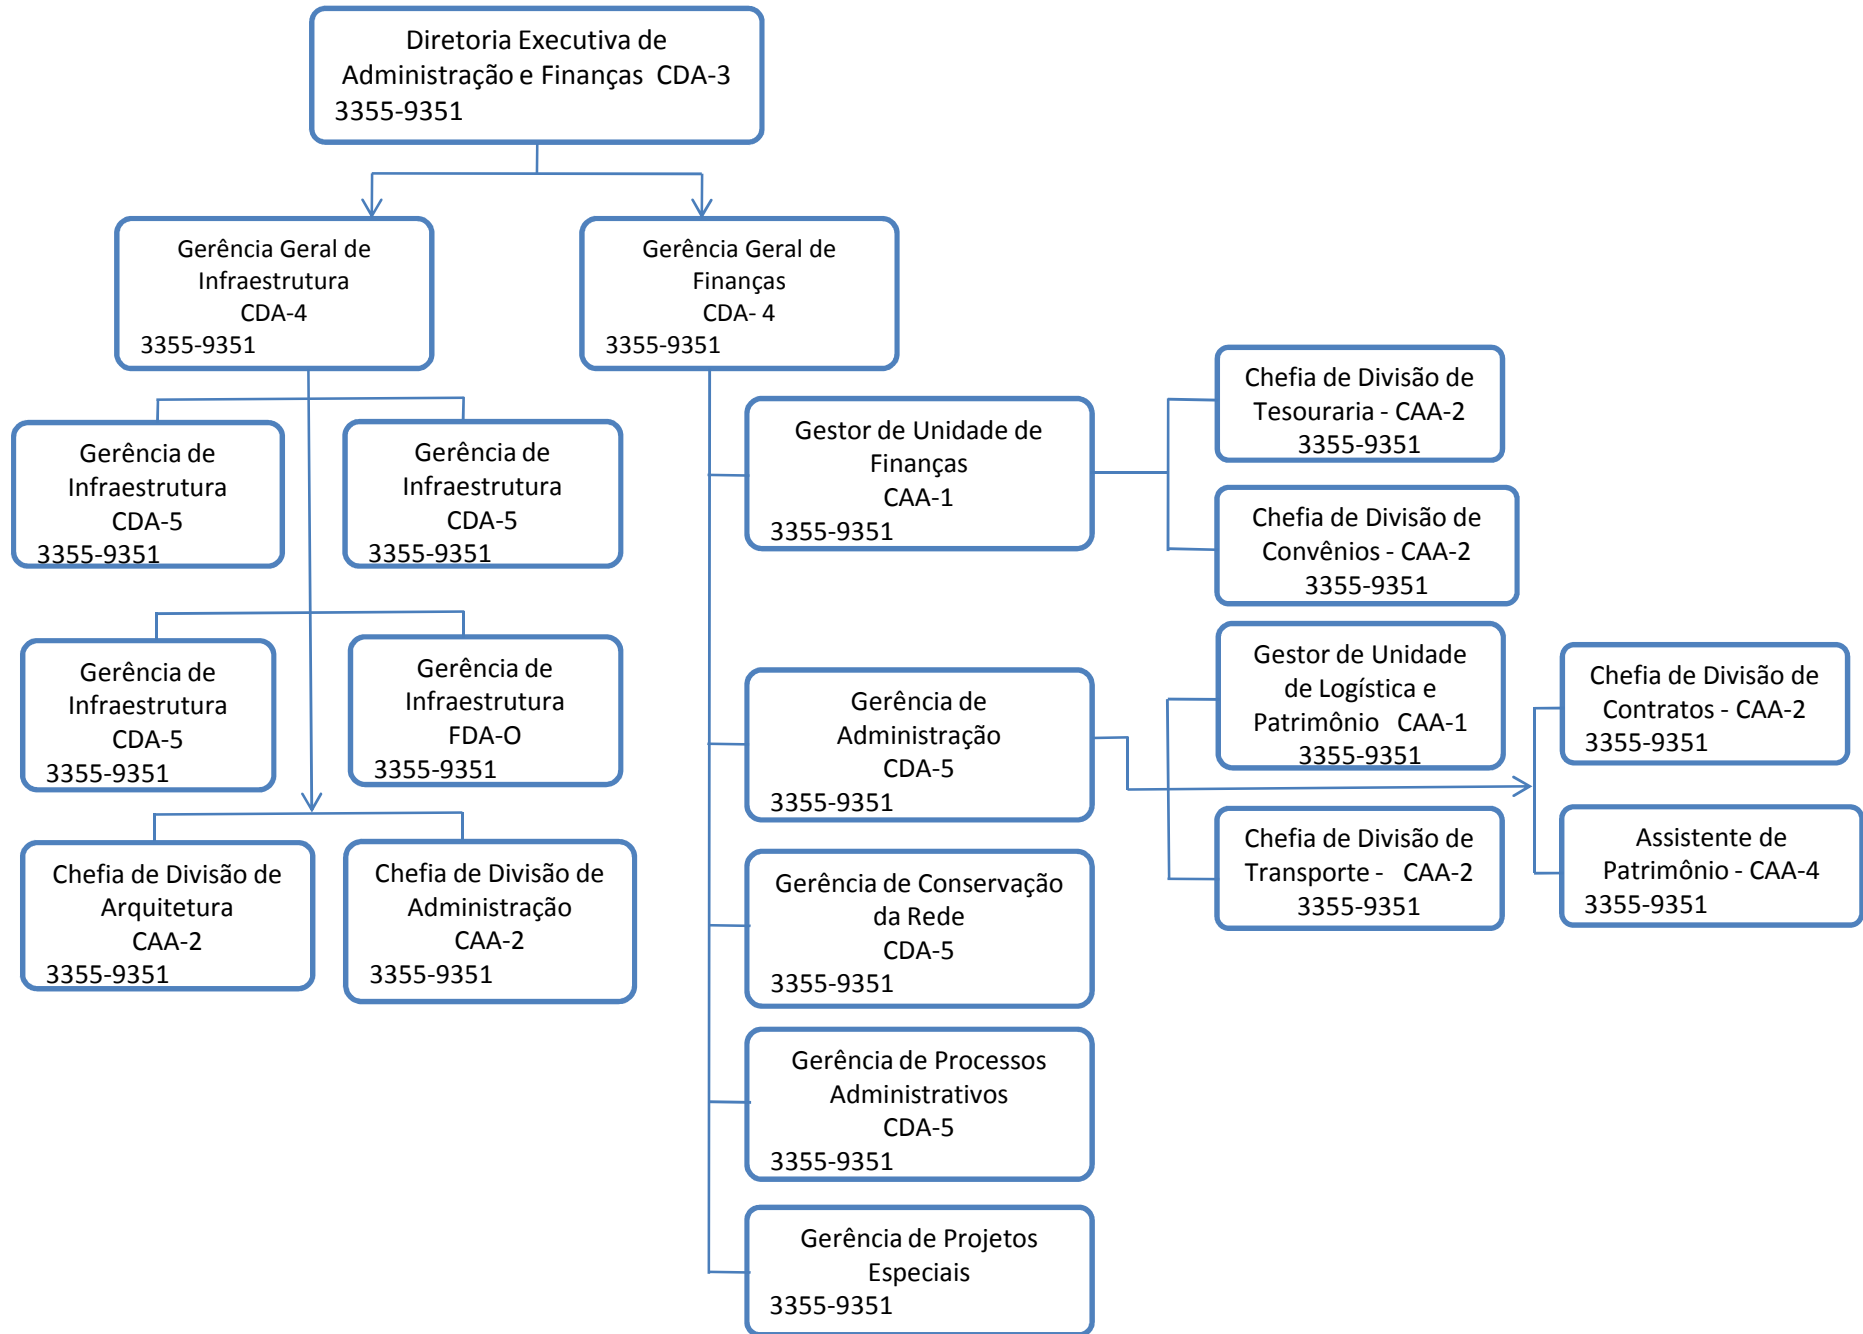 Diretoria Executiva de
Administração e Finanças CDA-3
3355-9351
Gerência Geral de
Infraestrutura
CDA-4
3355-9351
Gerência Geral de
Finanças
CDA- 4
3355-9351
Gerência de
Infraestrutura
CDA-5
3355-9351
Gerência de
Infraestrutura
CDA-5
3355-9351
Gerência de
Infraestrutura
CDA-5
3355-9351
Gerência de
Infraestrutura
FDA-O
3355-9351
Chefia de Divisão de
Arquitetura
CAA-2
3355-9351
Chefia de Divisão de
Administração
CAA-2
3355-9351
Gestor de Unidade de
Finanças
CAA-1
3355-9351
Chefia de Divisão de
Tesouraria - CAA-2
3355-9351
Chefia de Divisão de
Convênios - CAA-2
3355-9351
Gerência de
Administração
CDA-5
3355-9351
Gestor de Unidade
de Logística e
Patrimônio CAA-1
3355-9351
Chefia de Divisão de
Transporte - CAA-2
3355-9351
Chefia de Divisão de
Contratos - CAA-2
3355-9351
Assistente de
Patrimônio - CAA-4
3355-9351
Gerência de Conservação
da Rede
CDA-5
3355-9351
Gerência de Processos
Administrativos
CDA-5
3355-9351
Gerência de Projetos
Especiais
3355-9351